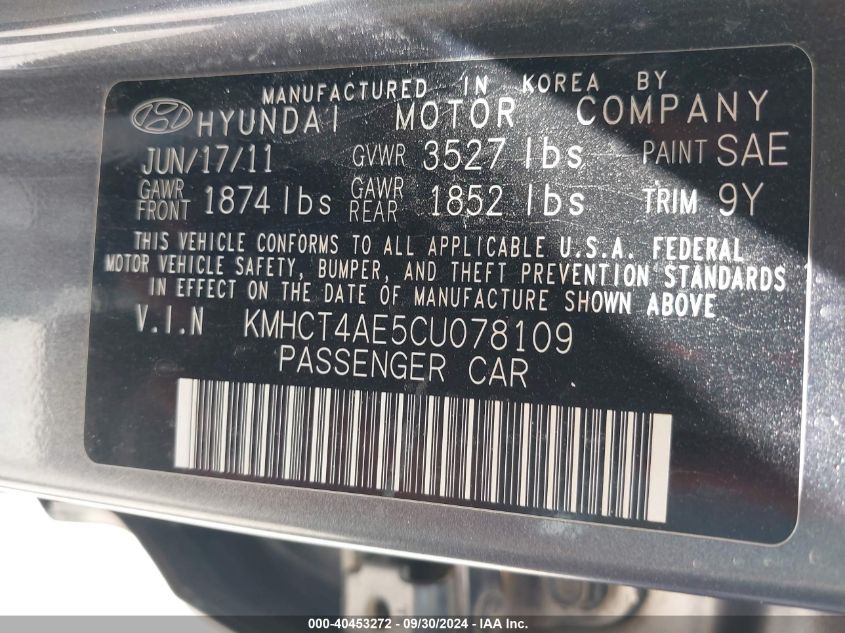 MANUFACTURED IN KOREA BY
HYUNDAI MOTOR COMPANY
JUN/17/11 GVWR 3527 lbs PAINT SAE
GAWR FRONT 1874 lbs GAWR REAR 1852 lbs TRIM 9Y
THIS VEHICLE CONFORMS TO ALL APPLICABLE U.S.A. FEDERAL
MOTOR VEHICLE SAFETY, BUMPER, AND THEFT PREVENTION STANDARDS
IN EFFECT ON THE DATE OF MANUFACTURE SHOWN ABOVE
V.I.N KMHCT4AE5CU078109
PASSENGER CAR
000-40453272 - 09/30/2024 - Copyright IAA, Inc.